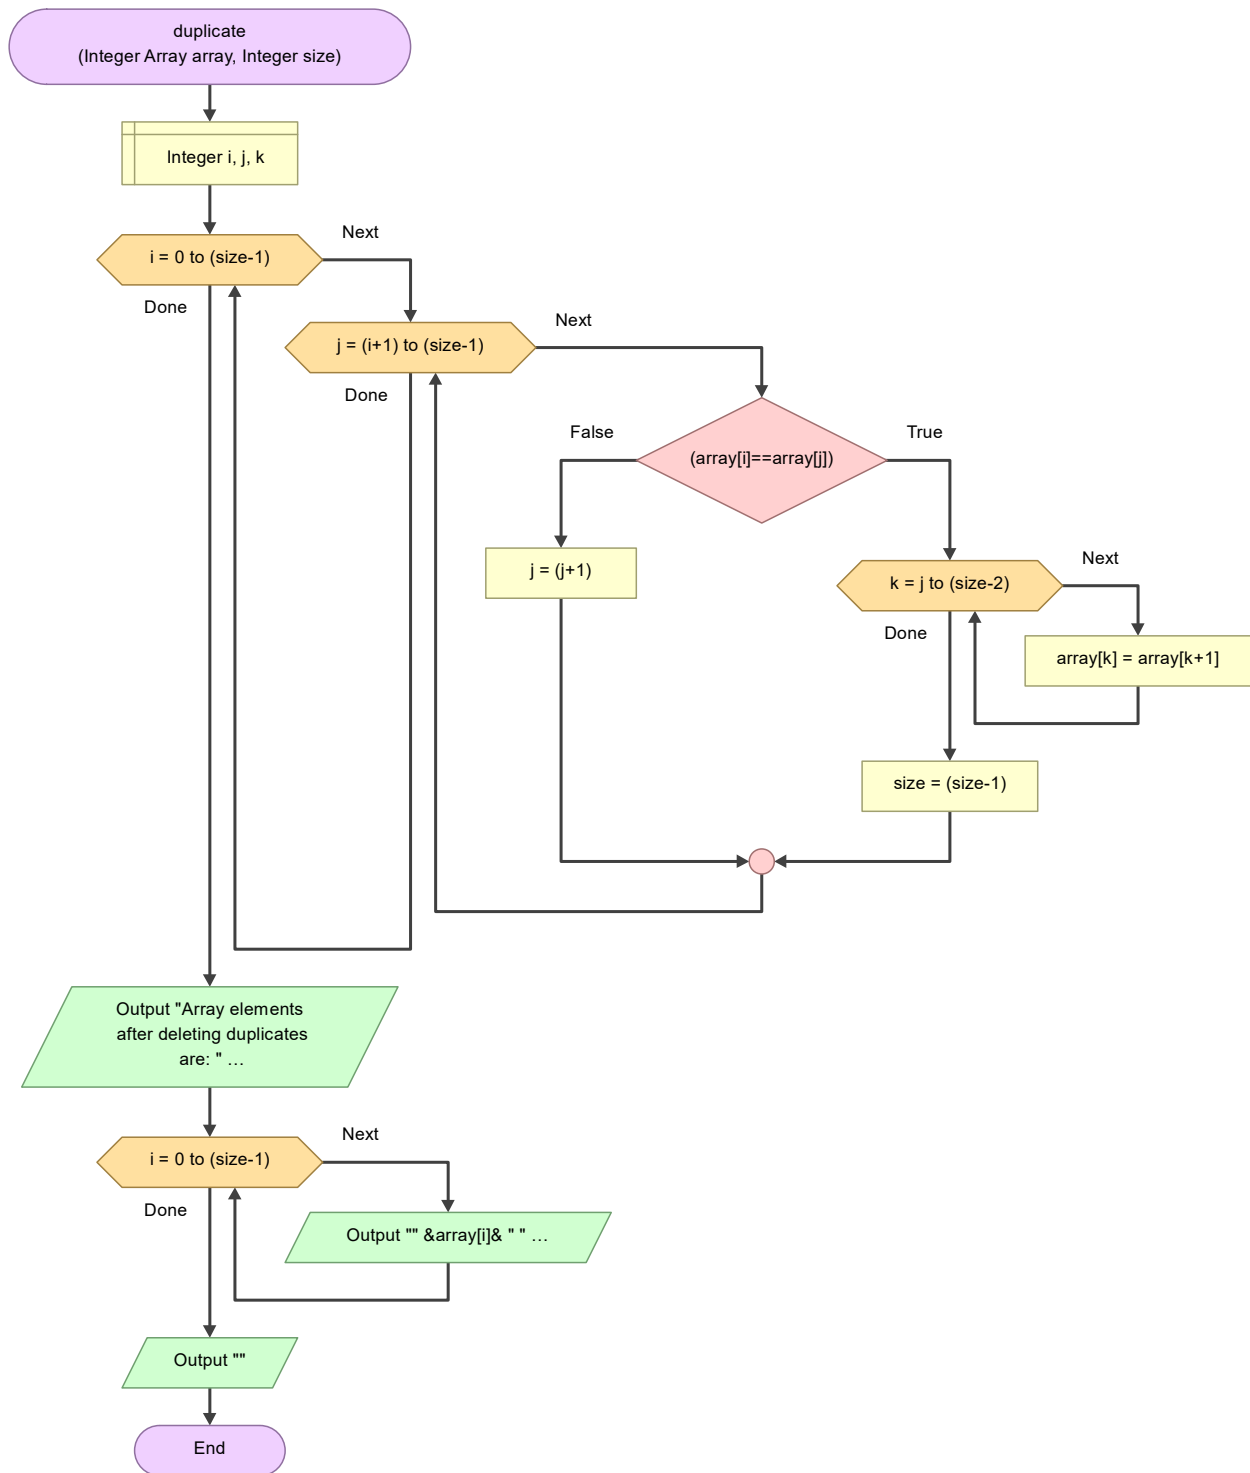 duplicate
(Integer Array array, Integer size)
Integer i, j, k
i = 0 to (size-1)
Next
Done
j = (i+1) to (size-1)
Next
Done
(array[i]==array[j])
False
True
j = (j+1)
k = j to (size-2)
Next
Done
array[k] = array[k+1]
size = (size-1)
Output "Array elements
after deleting duplicates
are: " …
i = 0 to (size-1)
Next
Done
Output "" &array[i]& " " …
Output ""
End